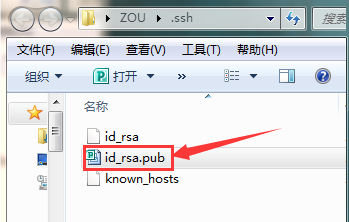 ZOU ▸ .ssh 搜索
文件(F) 编辑(E) 查看(V) 工具(T) 帮助(H)
组织 打开 »
名称
id_rsa
id_rsa.pub
known_hosts